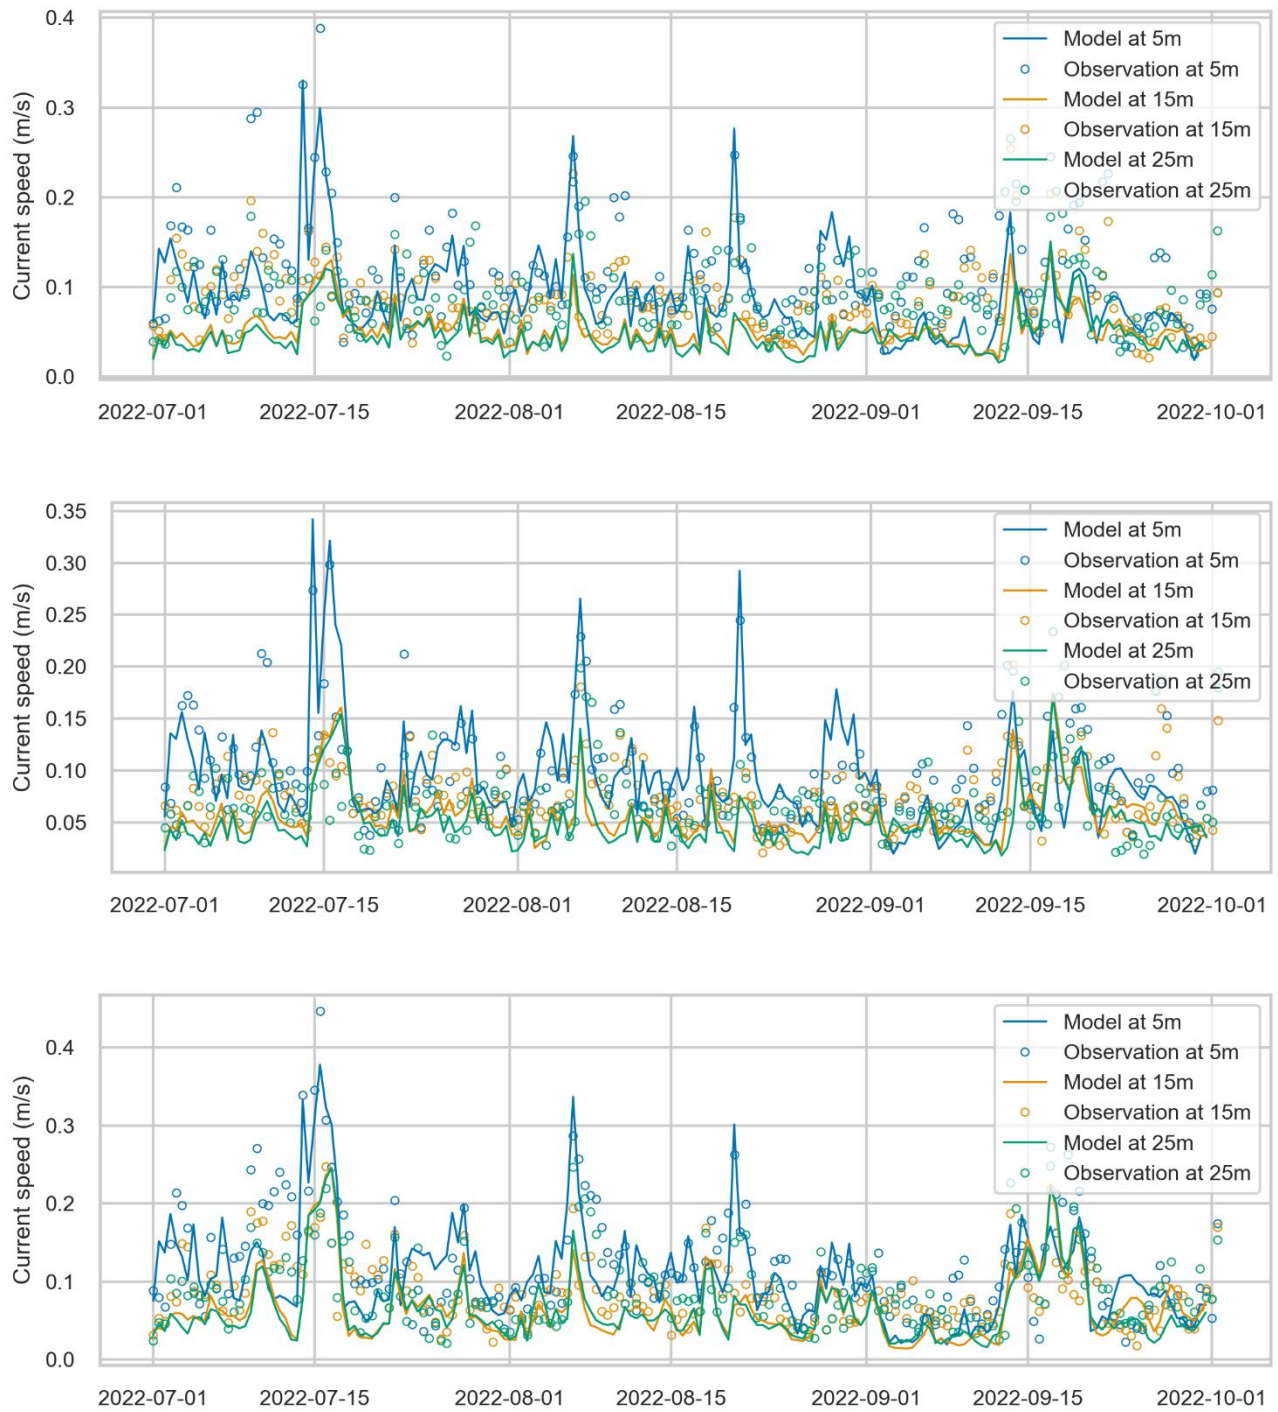 Current speed (m/s)
0.4
0.3
0.2
0.1
0.0
Model at 5m
Observation at 5m
Model at 15m
Observation at 15m
Model at 25m
Observation at 25m
2022-07-01 2022-07-15 2022-08-01 2022-08-15 2022-09-01 2022-09-15 2022-10-01
Current speed (m/s)
0.35
0.30
0.25
0.20
0.15
0.10
0.05
Model at 5m
Observation at 5m
Model at 15m
Observation at 15m
Model at 25m
Observation at 25m
2022-07-01 2022-07-15 2022-08-01 2022-08-15 2022-09-01 2022-09-15 2022-10-01
Current speed (m/s)
0.4
0.3
0.2
0.1
0.0
Model at 5m
Observation at 5m
Model at 15m
Observation at 15m
Model at 25m
Observation at 25m
2022-07-01 2022-07-15 2022-08-01 2022-08-15 2022-09-01 2022-09-15 2022-10-01